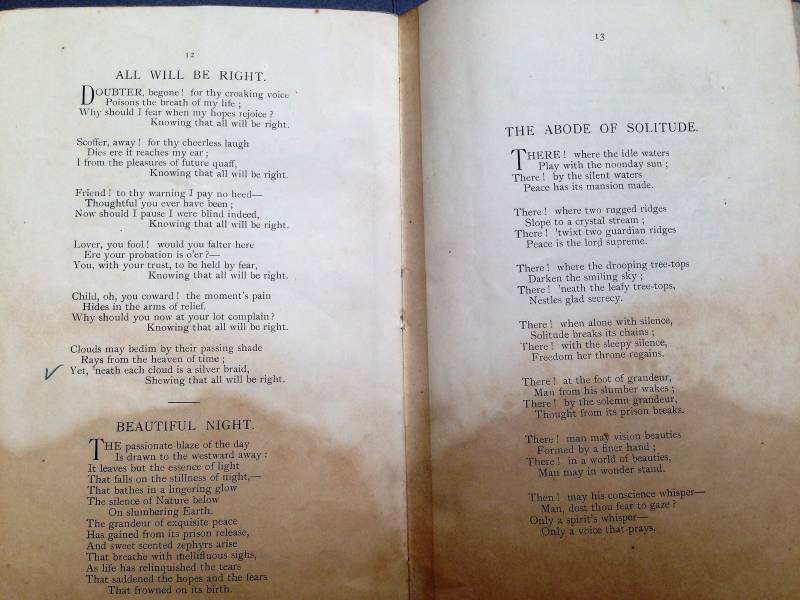 12
ALL WILL BE RIGHT.
DOUBTER, begone! for thy croaking voice
Poisons the breath of my life;
Why should I fear when my hopes rejoice?
Knowing that all will be right.
Scoffer, away! for thy cheerless laugh
Dies ere it reaches my ear;
I from the pleasures of future quaff,
Knowing that all will be right.
Friend! to thy warning I pay no heed—
Thoughtful you ever have been;
Now should I pause I were blind indeed,
Knowing that all will be right.
Lover, you fool! would you falter here
Ere your probation is o'er?—
You, with your trust, to be held by fear,
Knowing that all will be right.
Child, oh, you coward! the moment's pain
Hides in the arms of relief.
Why should you now at your lot complain?
Knowing that all will be right.
Clouds may bedim by their passing shade
Rays from the heaven of time;
Yet, 'neath each cloud is a silver braid,
Shewing that all will be right.
BEAUTIFUL NIGHT.
THE passionate blaze of the day
Is drawn to the westward away:
It leaves but the essence of light
That falls on the stillness of night,—
That bathes in a lingering glow
The silence of Nature below
On slumbering Earth.
The grandeur of exquisite peace
Has gained from its prison release,
And sweet scented zephyrs arise
That breathe with mellifluous sighs,
As life has relinquished the tears
That saddened the hopes and the fears
That frowned on its birth.
13
THE ABODE OF SOLITUDE.
THERE! where the idle waters
Play with the noonday sun;
There! by the silent waters
Peace has its mansion made.
There! where two rugged ridges
Slope to a crystal stream;
There! 'twixt two guardian ridges
Peace is the lord supreme.
There! where the drooping tree-tops
Darken the smiling sky;
There! 'neath the leafy tree-tops,
Nestles glad secrecy.
There! when alone with silence,
Solitude breaks its chains;
There! with the sleepy silence,
Freedom her throne regains.
There! at the foot of grandeur,
Man from his slumber wakes;
There! by the solemn grandeur,
Thought from its prison breaks.
There! man may vision beauties
Formed by a finer hand;
There! in a world of beauties,
Man may in wonder stand.
Then! may his conscience whisper—
Man, dost thou fear to gaze?
Only a spirit's whisper—
Only a voice that prays.